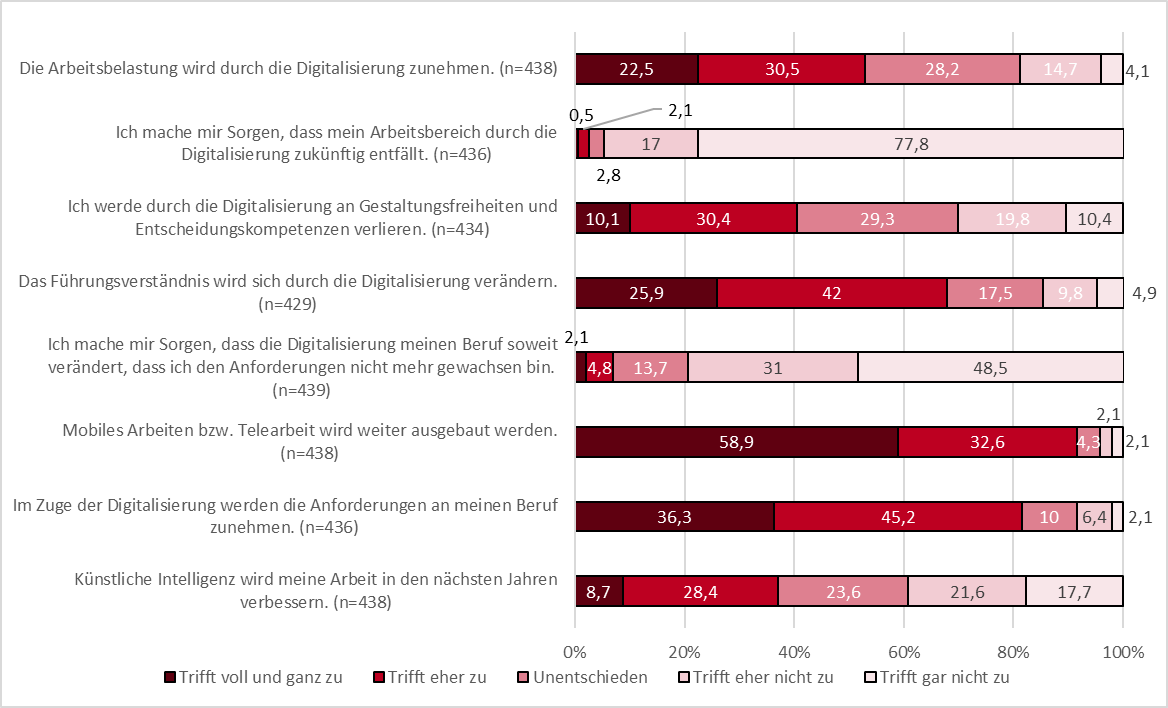 Die Arbeitsbelastung wird durch die Digitalisierung zunehmen. (n=438)
22,5 30,5 28,2 14,7 4,1
Ich mache mir Sorgen, dass mein Arbeitsbereich durch die
Digitalisierung zukünftig entfällt. (n=436)
0,5 2,1
17 77,8
2,8
Ich werde durch die Digitalisierung an Gestaltungsfreiheiten und
Entscheidungskompetenzen verlieren. (n=434)
10,1 30,4 29,3 19,8 10,4
Das Führungsverständnis wird sich durch die Digitalisierung verändern.
(n=429)
25,9 42 17,5 9,8 4,9
Ich mache mir Sorgen, dass die Digitalisierung meinen Beruf soweit
verändert, dass ich den Anforderungen nicht mehr gewachsen bin.
(n=439)
2,1
4,8 13,7 31 48,5
Mobiles Arbeiten bzw. Telearbeit wird weiter ausgebaut werden.
(n=438)
2,1
58,9 32,6 4,3 2,1
Im Zuge der Digitalisierung werden die Anforderungen an meinen Beruf
zunehmen. (n=436)
36,3 45,2 10 6,4 2,1
Künstliche Intelligenz wird meine Arbeit in den nächsten Jahren
verbessern. (n=438)
8,7 28,4 23,6 21,6 17,7
0% 20% 40% 60% 80% 100%
Trifft voll und ganz zu Trifft eher zu Unentschieden Trifft eher nicht zu Trifft gar nicht zu